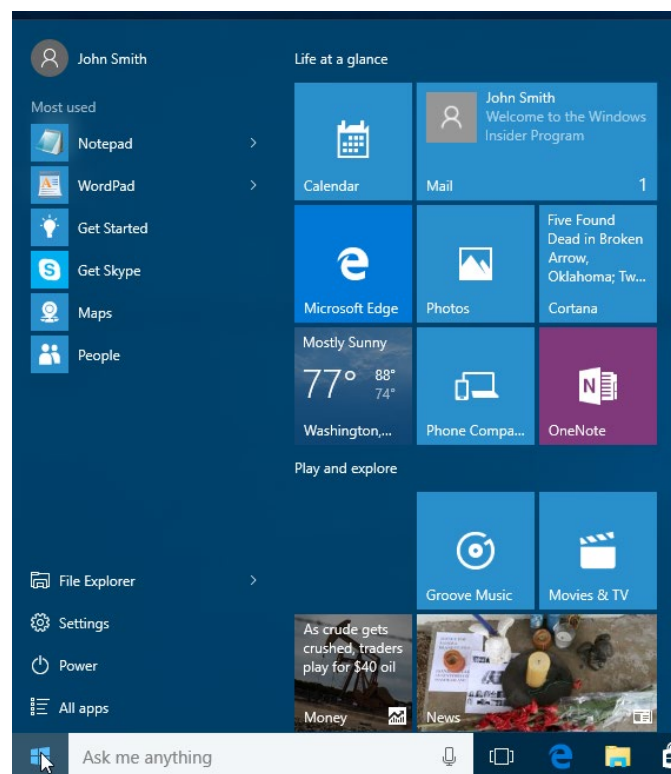 John Smith
Most used
Notepad
WordPad
Get Started
Get Skype
Maps
People
File Explorer
Settings
Power
All apps
Life at a glance
Calendar
John Smith
Welcome to the Windows
Insider Program
Mail 1
Microsoft Edge
Photos
Five Found
Dead in Broken
Arrow,
Oklahoma; Tw...
Cortana
Mostly Sunny
77° 88°
74°
Washington,...
Phone Compa...
N
OneNote
Play and explore
Groove Music
Movies & TV
As crude gets
crushed, traders
play for $40 oil
Money
News
Ask me anything